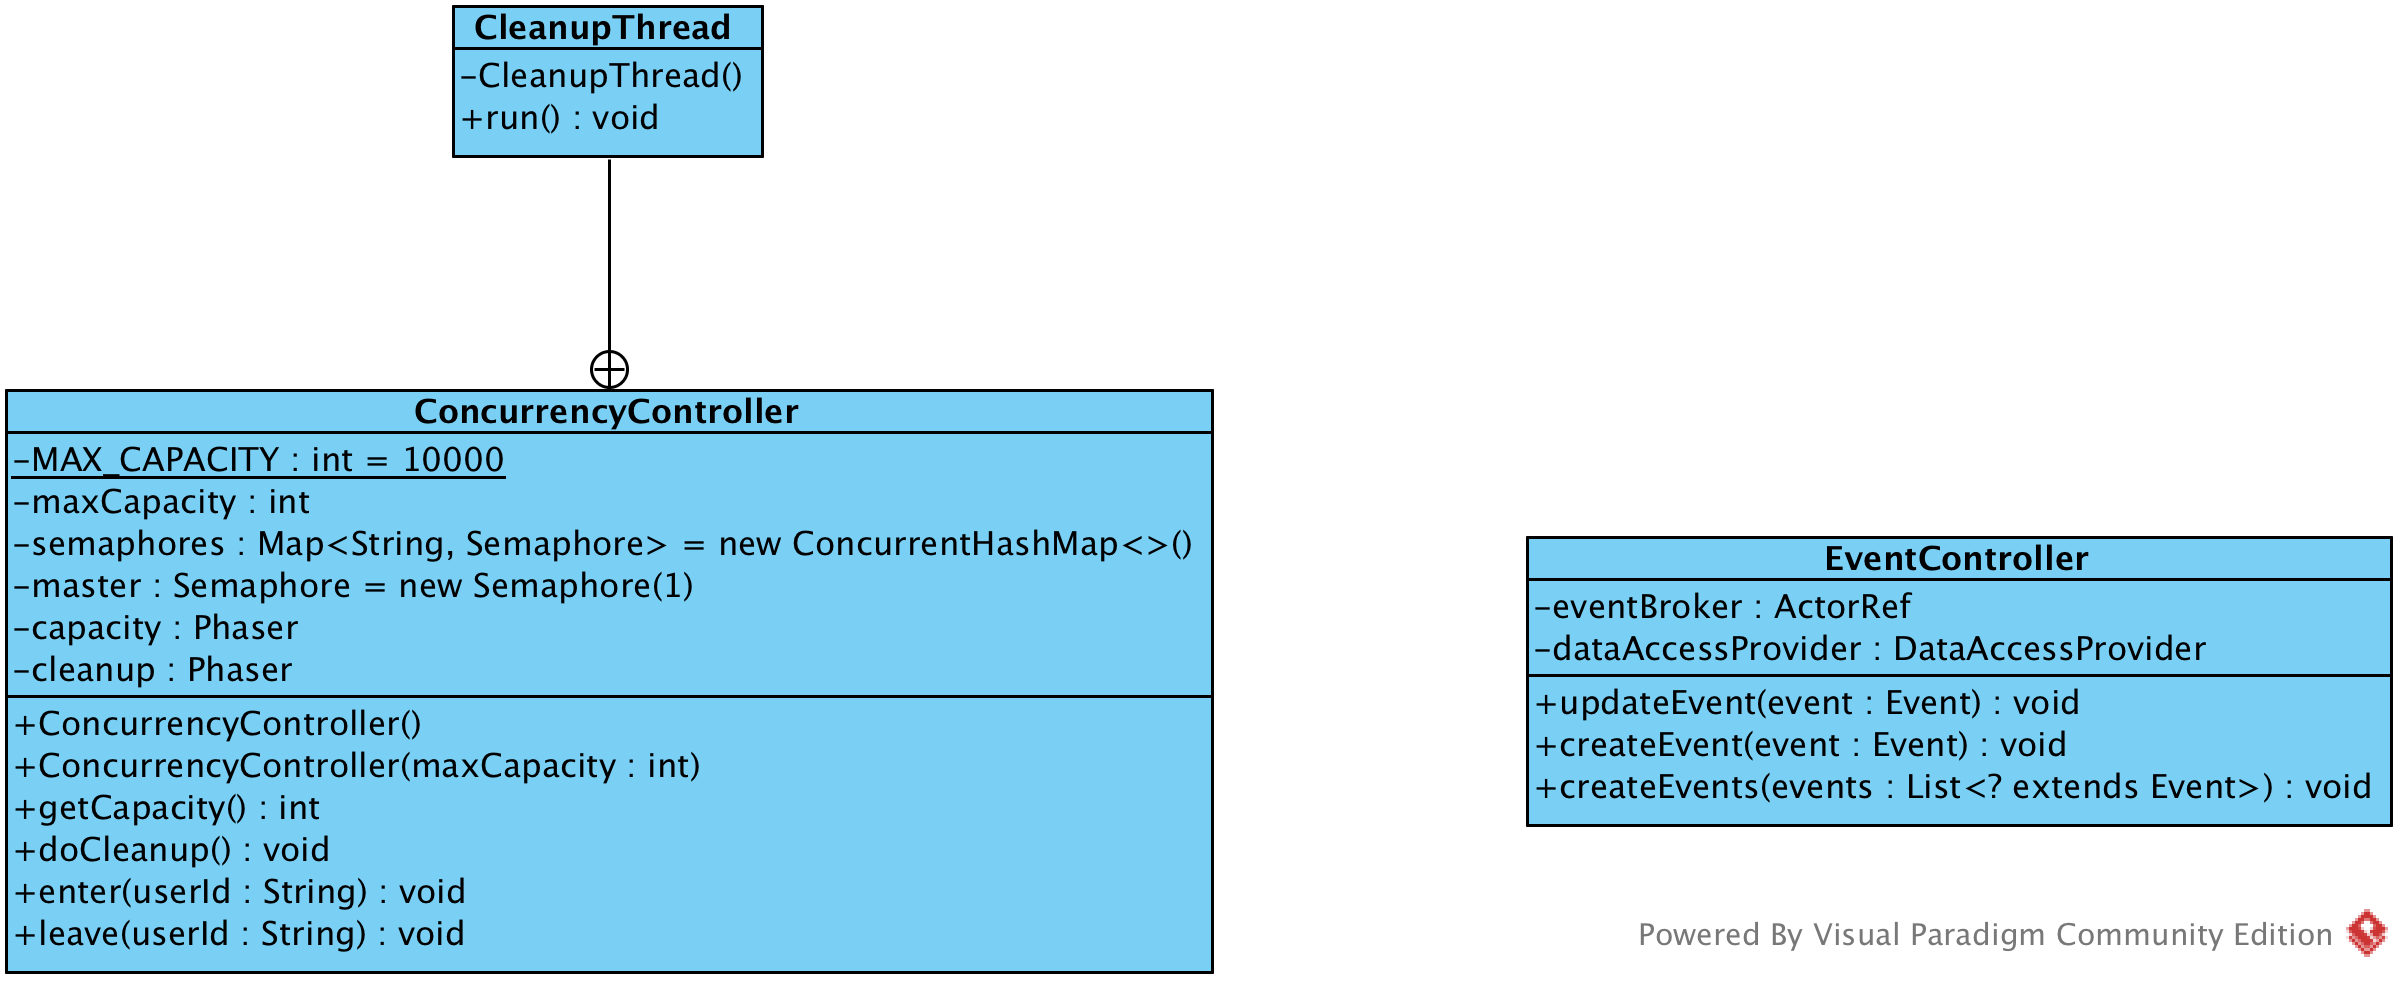 CleanupThread
-CleanupThread()
+run() : void
ConcurrencyController
-MAX_CAPACITY : int = 10000
-maxCapacity : int
-semaphores : Map<String, Semaphore> = new ConcurrentHashMap<>()
-master : Semaphore = new Semaphore(1)
-capacity : Phaser
-cleanup : Phaser
+ConcurrencyController()
+ConcurrencyController(maxCapacity : int)
+getCapacity() : int
+doCleanup() : void
+enter(userId : String) : void
+leave(userId : String) : void
EventController
-eventBroker : ActorRef
-dataAccessProvider : DataAccessProvider
+updateEvent(event : Event) : void
+createEvent(event : Event) : void
+createEvents(events : List<? extends Event>) : void
Powered By Visual Paradigm Community Edition